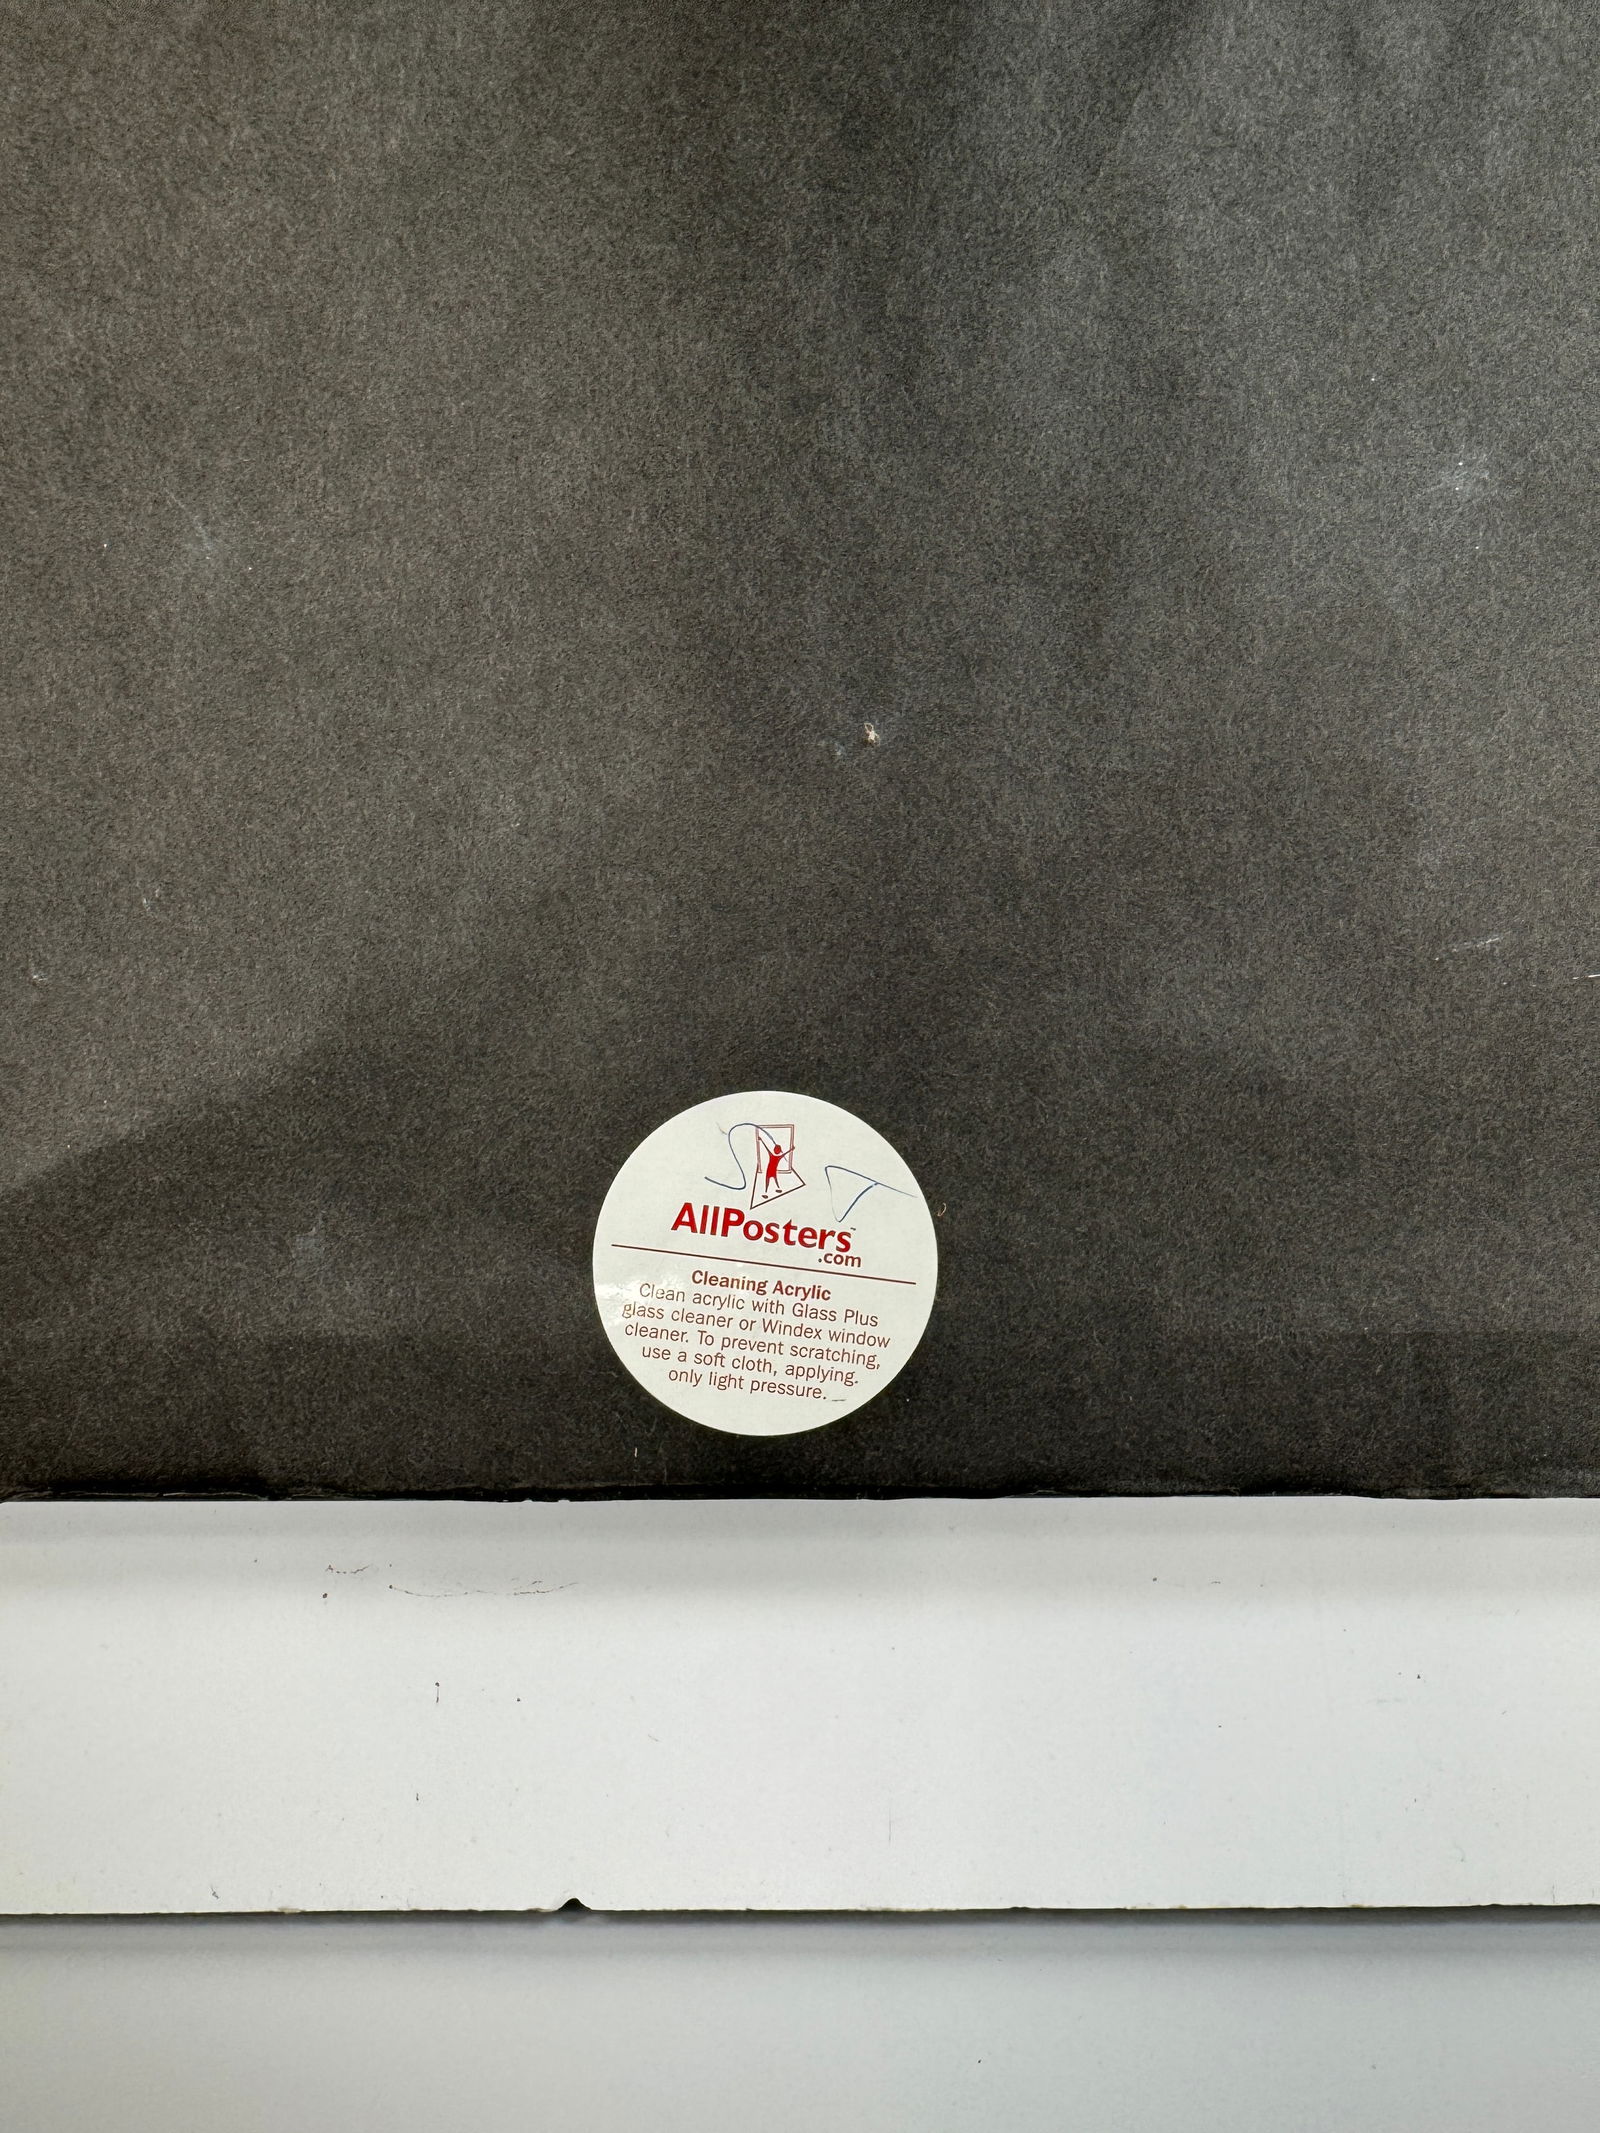 AllPosters™
.com
Cleaning Acrylic
Clean acrylic with Glass Plus
glass cleaner or Windex window
cleaner. To prevent scratching,
use a soft cloth, applying.
only light pressure.